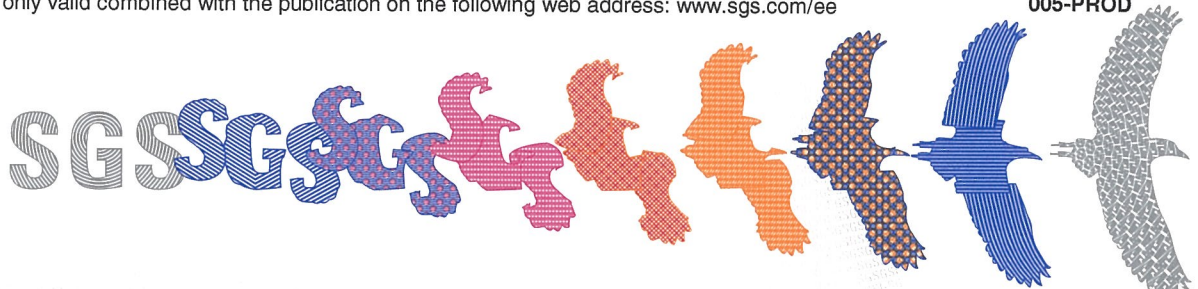 only valid combined with the publication on the following web address: www.sgs.com/ee
005-PROD
SGS SGS SGS